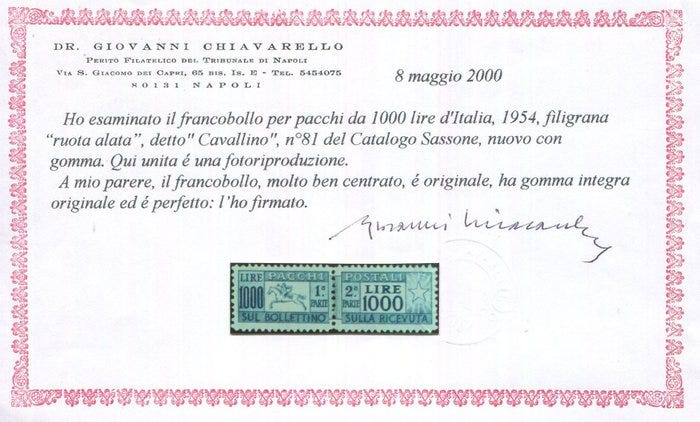 DR. GIOVANNI CHIAVARELLO
PERITO FILATELICO DEL TRIBUNALE DI NAPOLI
VIA S. GIACOMO DEI CAPRI, 65 BIS. IS. E - TEL. 5454075
80131 NAPOLI
8 maggio 2000
Ho esaminato il francobollo per pacchi da 1000 lire d'Italia, 1954, filigrana
“ruota alata”, detto" Cavallino", n°81 del Catalogo Sassone, nuovo con
gomma. Qui unita é una fotoriproduzione.
A mio parere, il francobollo, molto ben centrato, é originale, ha gomma integra
originale ed é perfetto: l'ho firmato.
Giovanni Chiavarello
LIRE PACCHI
1000 1ª PARTE
SUL BOLLETTINO
POSTALI
2ª PARTE LIRE 1000
SULLA RICEVUTA